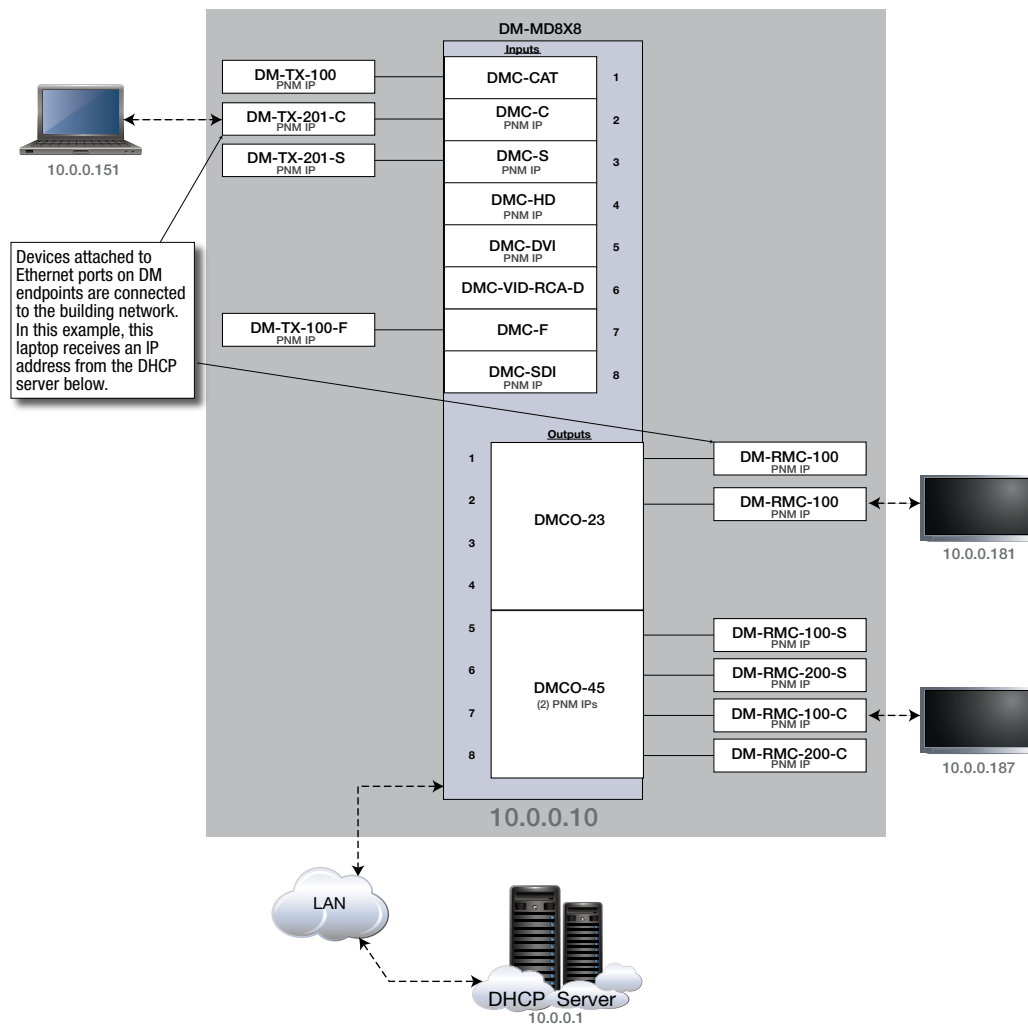 DM-MD8X8
Inputs
DM-TX-100
PNM IP
DMC-CAT
1
DM-TX-201-C
PNM IP
DMC-C
PNM IP
2
DM-TX-201-S
PNM IP
DMC-S
PNM IP
3
10.0.0.151
DMC-HD
PNM IP
4
DMC-DVI
PNM IP
5
DMC-VID-RCA-D
6
DM-TX-100-F
PNM IP
DMC-F
7
DMC-SDI
PNM IP
8
Devices attached to
Ethernet ports on DM
endpoints are connected
to the building network.
In this example, this
laptop receives an IP
address from the DHCP
server below.
Outputs
1
2
3
4
DMCO-23
DM-RMC-100
PNM IP
DM-RMC-100
PNM IP
10.0.0.181
5
6
7
8
DMCO-45
(2) PNM IPs
DM-RMC-100-S
PNM IP
DM-RMC-200-S
PNM IP
DM-RMC-100-C
PNM IP
DM-RMC-200-C
PNM IP
10.0.0.187
10.0.0.10
LAN
DHCP Server
10.0.0.1